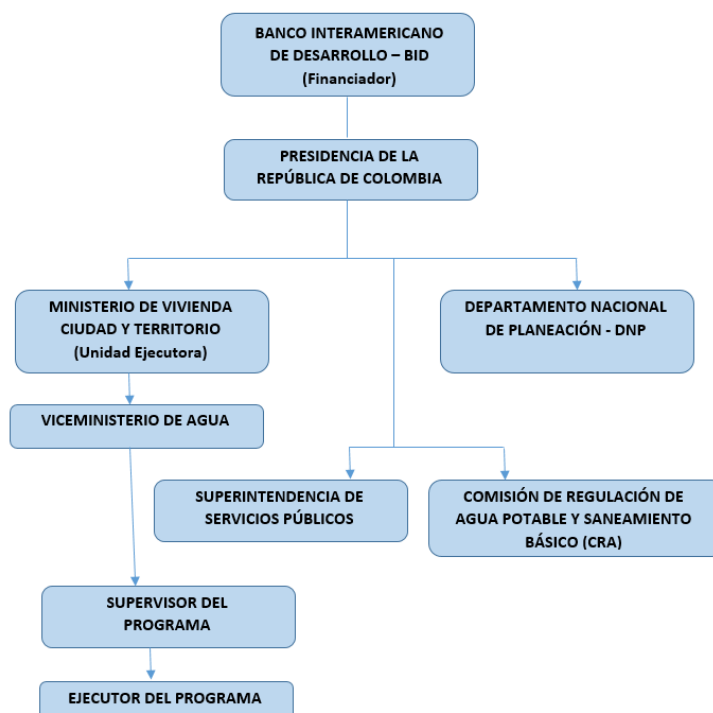 BANCO INTERAMERICANO
DE DESARROLLO – BID
(Financiador)
PRESIDENCIA DE LA
REPÚBLICA DE COLOMBIA
MINISTERIO DE VIVIENDA
CIUDAD Y TERRITORIO
(Unidad Ejecutora)
DEPARTAMENTO NACIONAL
DE PLANEACIÓN - DNP
VICEMINISTERIO DE AGUA
SUPERINTENDENCIA DE
SERVICIOS PÚBLICOS
COMISIÓN DE REGULACIÓN DE
AGUA POTABLE Y SANEAMIENTO
BÁSICO (CRA)
SUPERVISOR DEL
PROGRAMA
EJECUTOR DEL PROGRAMA